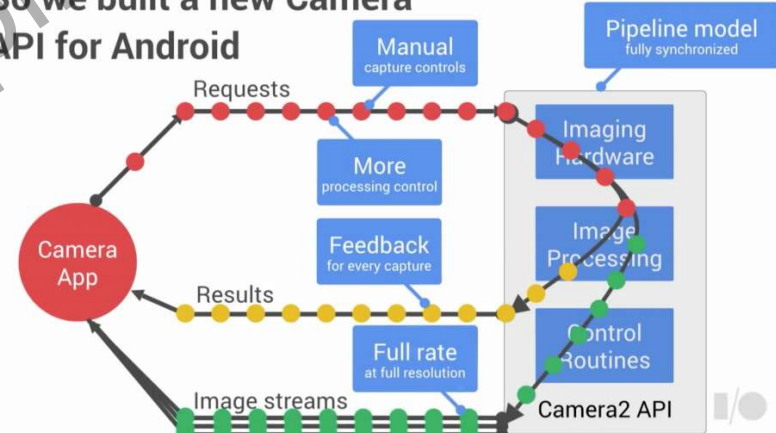 So we built a new Camera
API for Android
Pipeline model
fully synchronized
Manual
capture controls
Requests
Imaging
Hardware
More
processing control
Camera
App
Feedback
for every capture
Image
Processing
Results
Full rate
at full resolution
Control
Routines
Image streams
Camera2 API
I/O